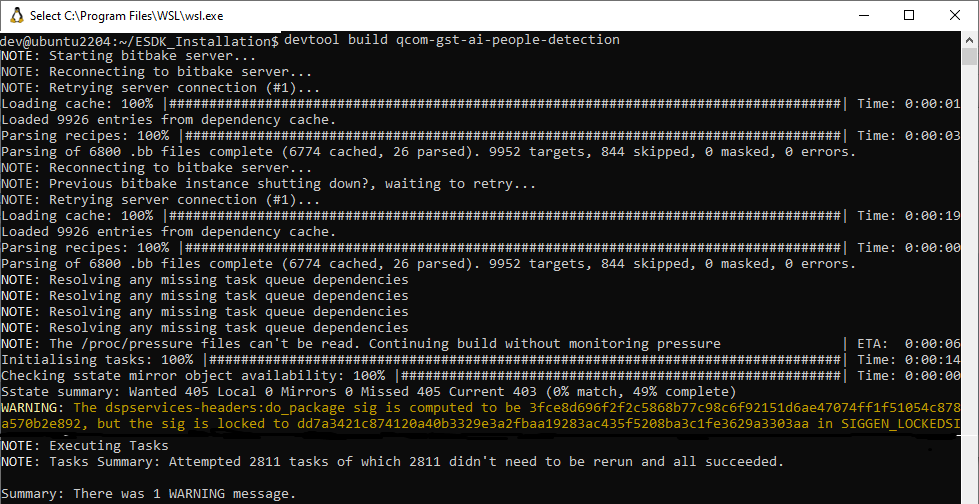 Select C:\Program Files\WSL\wsl.exe
dev@ubuntu2204:~/ESDK_Installation$ devtool build qcom-gst-ai-people-detection
NOTE: Starting bitbake server...
NOTE: Reconnecting to bitbake server...
NOTE: Retrying server connection (#1)...
Loading cache: 100% |####################################################################################| Time: 0:00:01
Loaded 9926 entries from dependency cache.
Parsing recipes: 100% |##################################################################################| Time: 0:00:03
Parsing of 6800 .bb files complete (6774 cached, 26 parsed). 9952 targets, 844 skipped, 0 masked, 0 errors.
NOTE: Reconnecting to bitbake server...
NOTE: Previous bitbake instance shutting down?, waiting to retry...
NOTE: Retrying server connection (#1)...
Loading cache: 100% |####################################################################################| Time: 0:00:19
Loaded 9926 entries from dependency cache.
Parsing recipes: 100% |##################################################################################| Time: 0:00:00
Parsing of 6800 .bb files complete (6774 cached, 26 parsed). 9952 targets, 844 skipped, 0 masked, 0 errors.
NOTE: Resolving any missing task queue dependencies
NOTE: Resolving any missing task queue dependencies
NOTE: Resolving any missing task queue dependencies
NOTE: Resolving any missing task queue dependencies
NOTE: The /proc/pressure files can't be read. Continuing build without monitoring pressure | ETA: 0:00:06
Initialising tasks: 100% |###############################################################################| Time: 0:00:14
Checking sstate mirror object availability: 100% |#######################################################| Time: 0:00:00
Sstate summary: Wanted 405 Local 0 Mirrors 0 Missed 405 Current 403 (0% match, 49% complete)
WARNING: The dspservices-headers:do_package sig is computed to be 3fce8d696f2f2c5868b77c98c6f92151d6ae47074ff1f51054c878
a570b2e892, but the sig is locked to dd7a3421c874120a40b3329e3a2fbaa19283ac435f5208ba3c1fe3629a3303aa in SIGGEN_LOCKEDSI
NOTE: Executing Tasks
NOTE: Tasks Summary: Attempted 2811 tasks of which 2811 didn't need to be rerun and all succeeded.
Summary: There was 1 WARNING message.